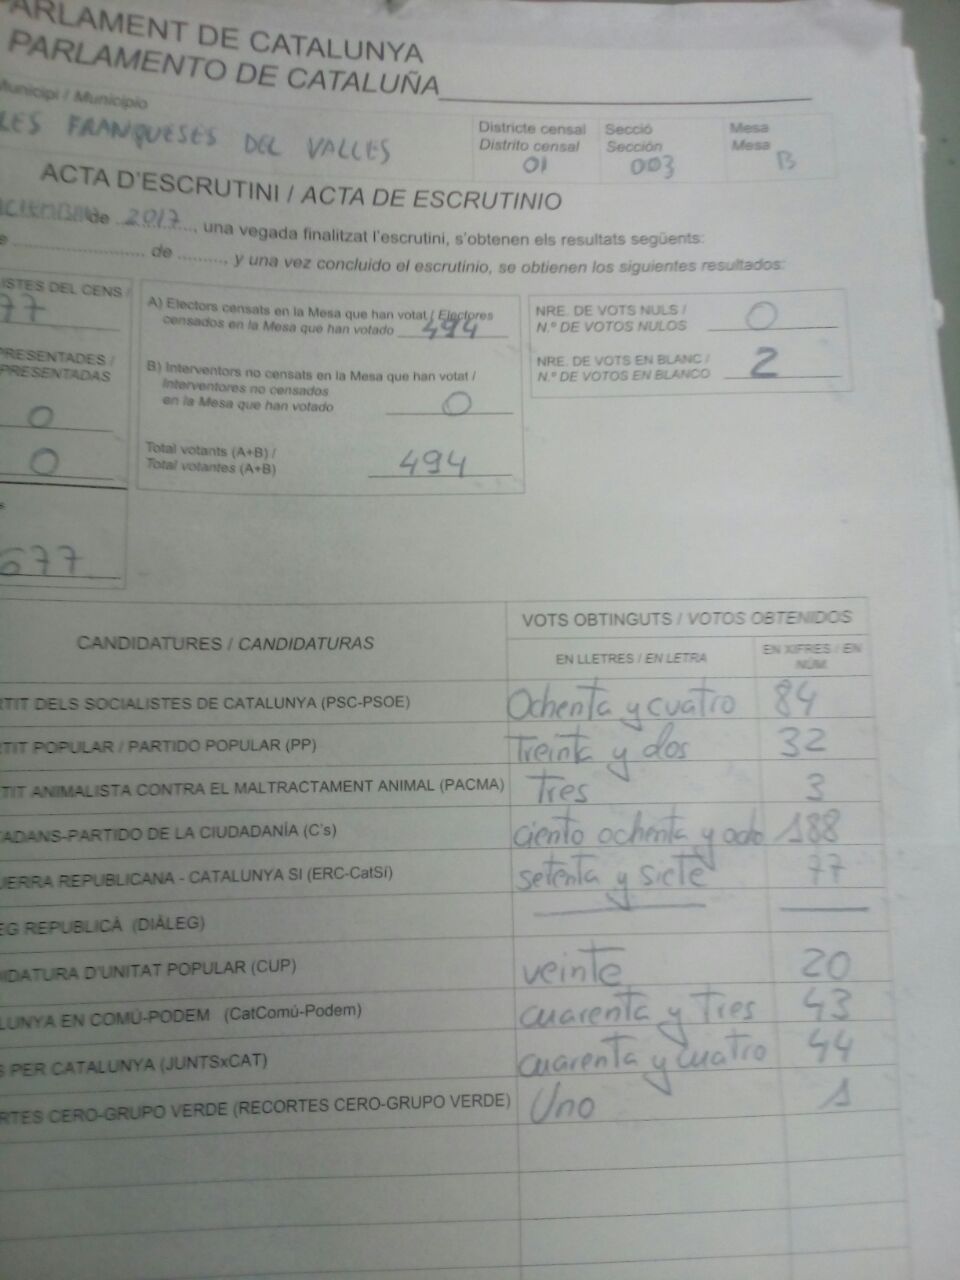 ARLAMENT DE CATALUNYA
PARLAMENTO DE CATALUÑA
Municipi / Municipio
LES FRANQUESES DEL VALLES
Districte censal
Distrito censal
01
Secció
Sección
003
Mesa
Mesa
B
ACTA D'ESCRUTINI / ACTA DE ESCRUTINIO
de 2017, una vegada finalitzat l'escrutini, s'obtenen els resultats següents:
de ........., y una vez concluido el escrutinio, se obtienen los siguientes resultados:
ISTES DEL CENS /
77
PRESENTADES /
PRESENTADAS
0
0
677
A) Electors censats en la Mesa que han votat / Electores
censados en la Mesa que han votado 494
B) Interventors no censats en la Mesa que han votat /
Interventores no censados
en la Mesa que han votado 0
Total votants (A+B) /
Total votantes (A+B) 494
NRE. DE VOTS NULS /
N.º DE VOTOS NULOS 0
NRE. DE VOTS EN BLANC /
N.º DE VOTOS EN BLANCO 2
CANDIDATURES / CANDIDATURAS
VOTS OBTINGUTS / VOTOS OBTENIDOS
EN LLETRES / EN LETRA
EN XIFRES / EN
NÚM.
TIT DELS SOCIALISTES DE CATALUNYA (PSC-PSOE) Ochenta y cuatro 84
TIT POPULAR / PARTIDO POPULAR (PP) Treinta y dos 32
TIT ANIMALISTA CONTRA EL MALTRACTAMENT ANIMAL (PACMA) Tres 3
ADANS-PARTIDO DE LA CIUDADANÍA (C's) ciento ochenta y ocho 188
UERRA REPUBLICANA - CATALUNYA SI (ERC-CatSí) setenta y siete 77
EG REPUBLICÀ (DIÀLEG)
IDATURA D'UNITAT POPULAR (CUP) veinte 20
LUNYA EN COMÚ-PODEM (CatComú-Podem) cuarenta y Tres 43
S PER CATALUNYA (JUNTSxCAT) cuarenta y cuatro 44
RTES CERO-GRUPO VERDE (RECORTES CERO-GRUPO VERDE) Uno 1